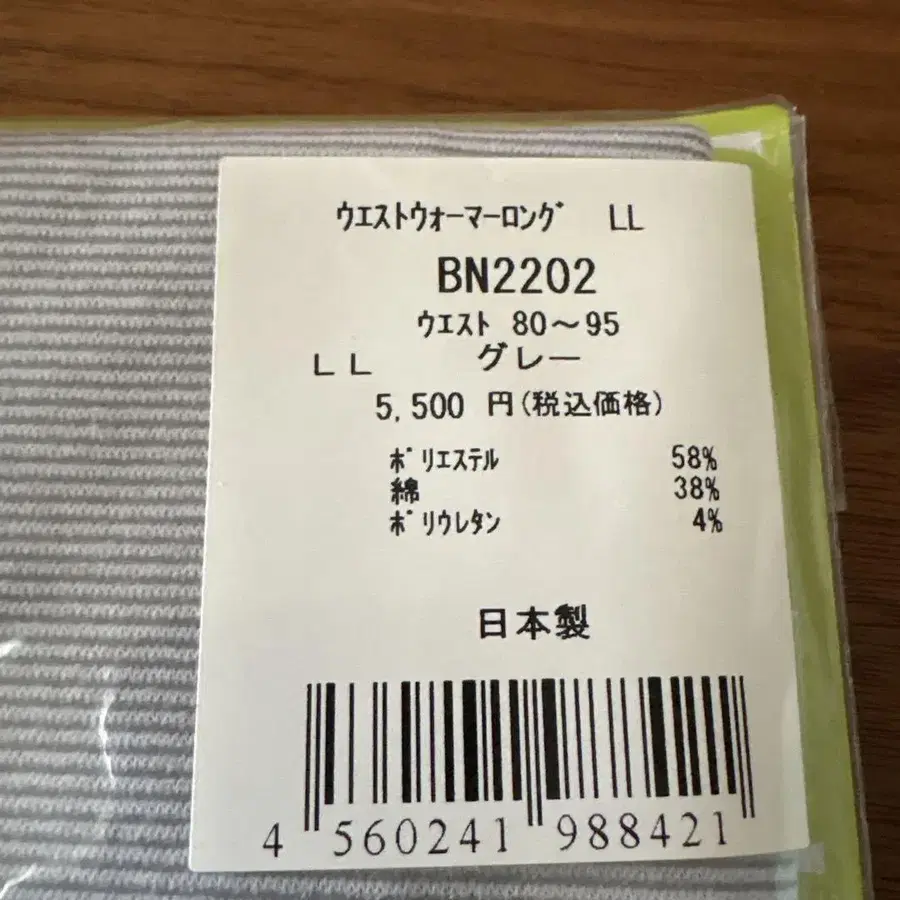 ウエストウォーマーロング LL
BN2202
ウエスト 80～95
LL グレー
5,500 円(税込価格)
ポリエステル 58%
綿 38%
ポリウレタン 4%
日本製
4 560241 988421